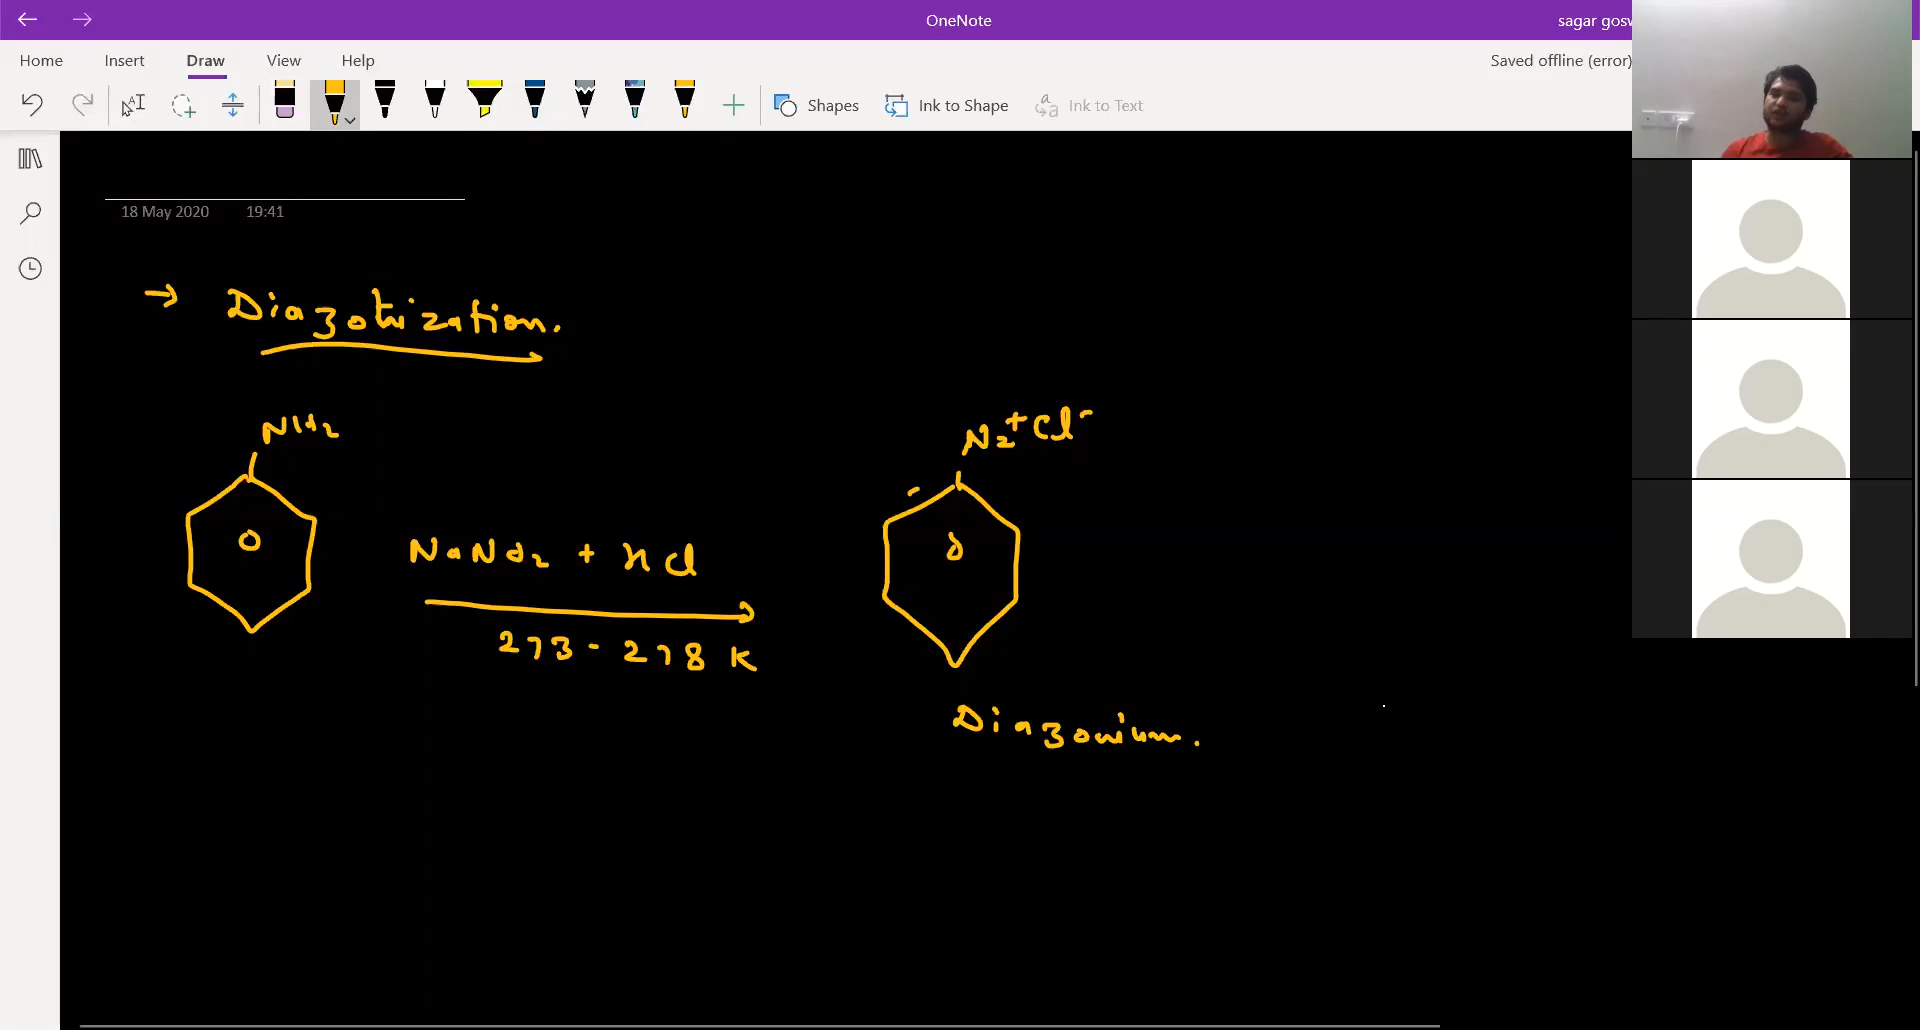 OneNote
sagar gosw
Home Insert Draw View Help
Saved offline (error)
Shapes Ink to Shape Ink to Text
18 May 2020 19:41
→ Diazotization.
NH2
N2+Cl-
NaNO2 + HCl
273 - 278 K
Diazonium.